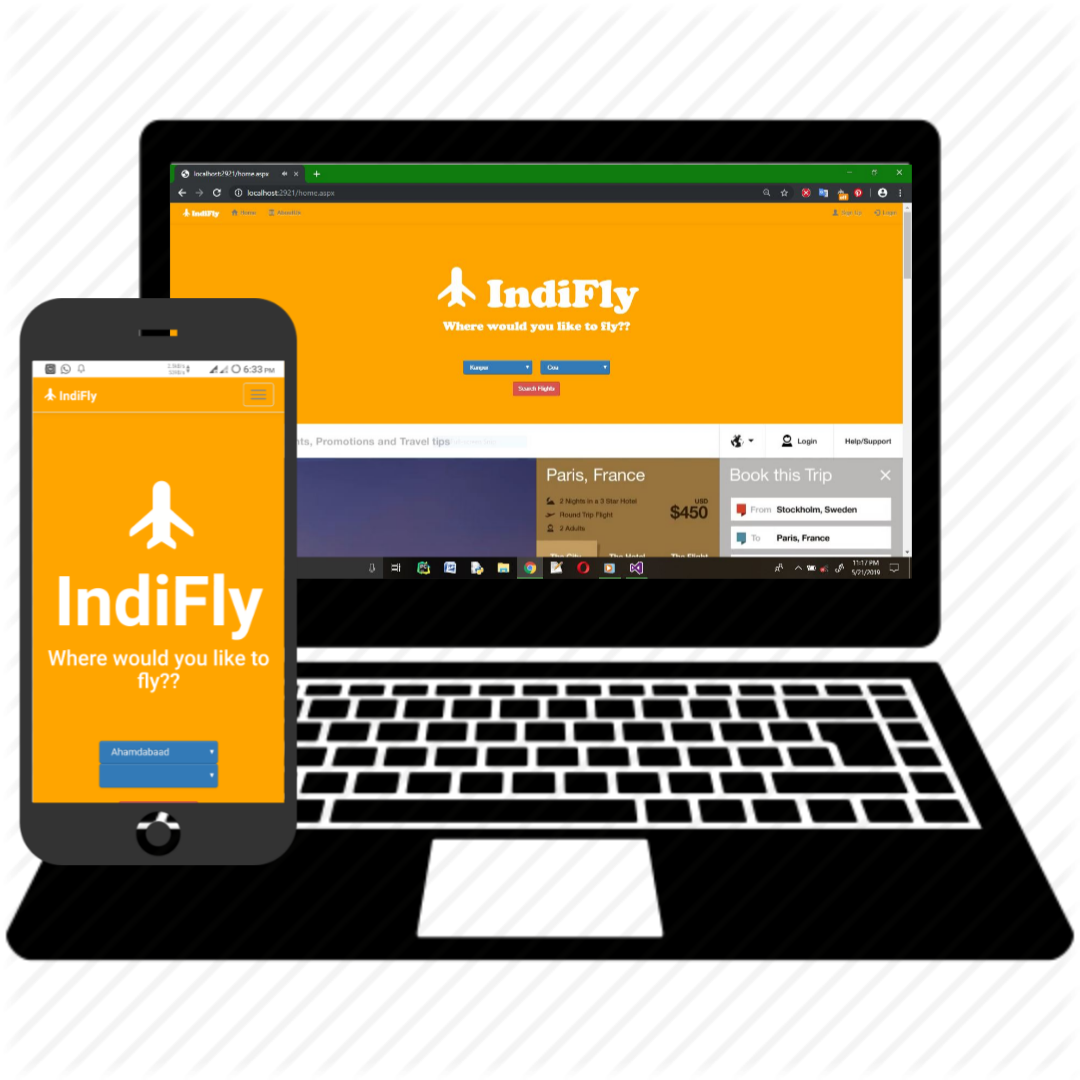 localhost:2921/home.aspx
localhost:2921/home.aspx
IndiFly
Home
AboutUs
Sign Up
Login
IndiFly
Where would you like to fly??
Kanpur
Goa
Search Flights
nts, Promotions and Travel tips
Login
Help/Support
Paris, France
2 Nights in a 3 Star Hotel
Round Trip Flight
2 Adults
USD
$450
The City
The Hotel
The Flight
Book this Trip
From Stockholm, Sweden
To Paris, France
11:17 PM
5/21/2019
6:33 PM
IndiFly
IndiFly
Where would you like to
fly??
Ahamdabaad